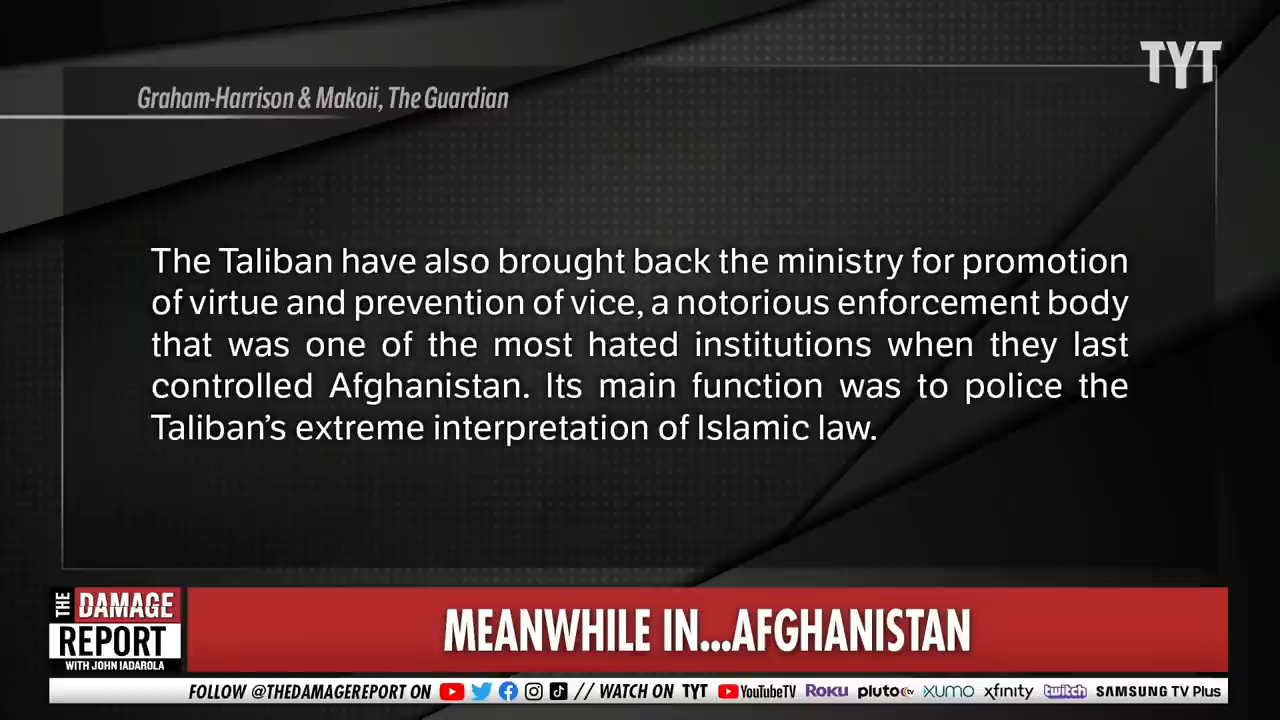 TYT
Graham-Harrison & Makoii, The Guardian
The Taliban have also brought back the ministry for promotion
of virtue and prevention of vice, a notorious enforcement body
that was one of the most hated institutions when they last
controlled Afghanistan. Its main function was to police the
Taliban’s extreme interpretation of Islamic law.
THE DAMAGE
REPORT
WITH JOHN IADAROLA
MEANWHILE IN...AFGHANISTAN
FOLLOW @THEDAMAGEREPORT ON // WATCH ON TYT YouTubeTV ROKU pluto tv XUMO xfinity twitch SAMSUNG TV Plus